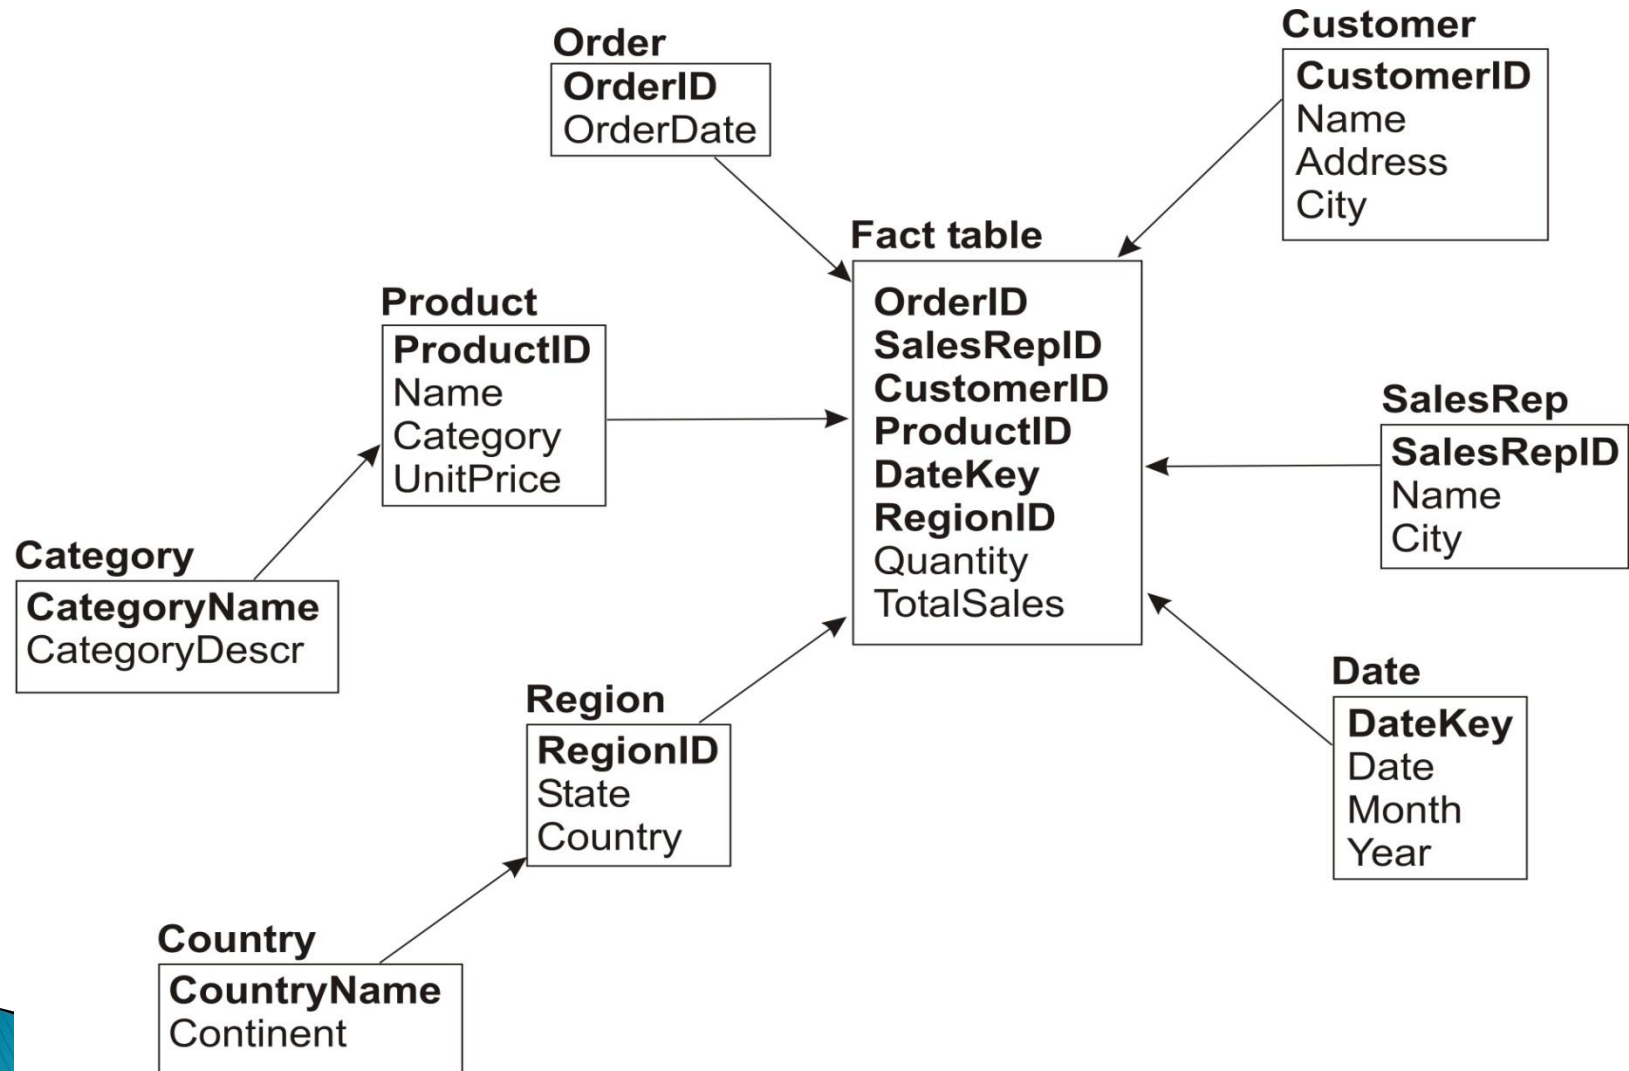 Order
OrderID
OrderDate
Customer
CustomerID
Name
Address
City
Fact table
OrderID
SalesRepID
CustomerID
ProductID
DateKey
RegionID
Quantity
TotalSales
Product
ProductID
Name
Category
UnitPrice
SalesRep
SalesRepID
Name
City
Category
CategoryName
CategoryDescr
Region
RegionID
State
Country
Date
DateKey
Date
Month
Year
Country
CountryName
Continent